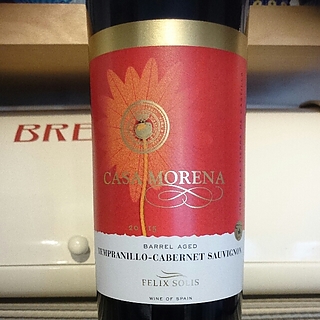 BRE
CASA MORENA
BARREL AGED
TEMPRANILLO-CABERNET SAUVIGNON
FELIX SOLIS
WINE OF SPAIN